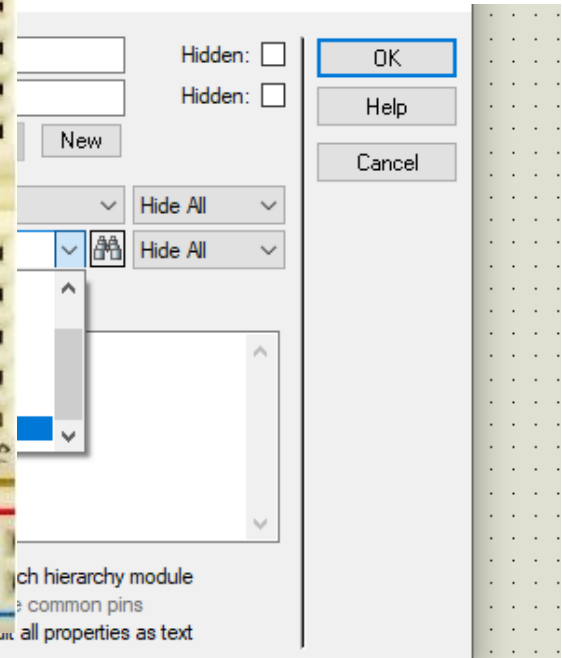 Hidden:
OK
Hidden:
Help
New
Cancel
Hide All
Hide All
ch hierarchy module
common pins
all properties as text